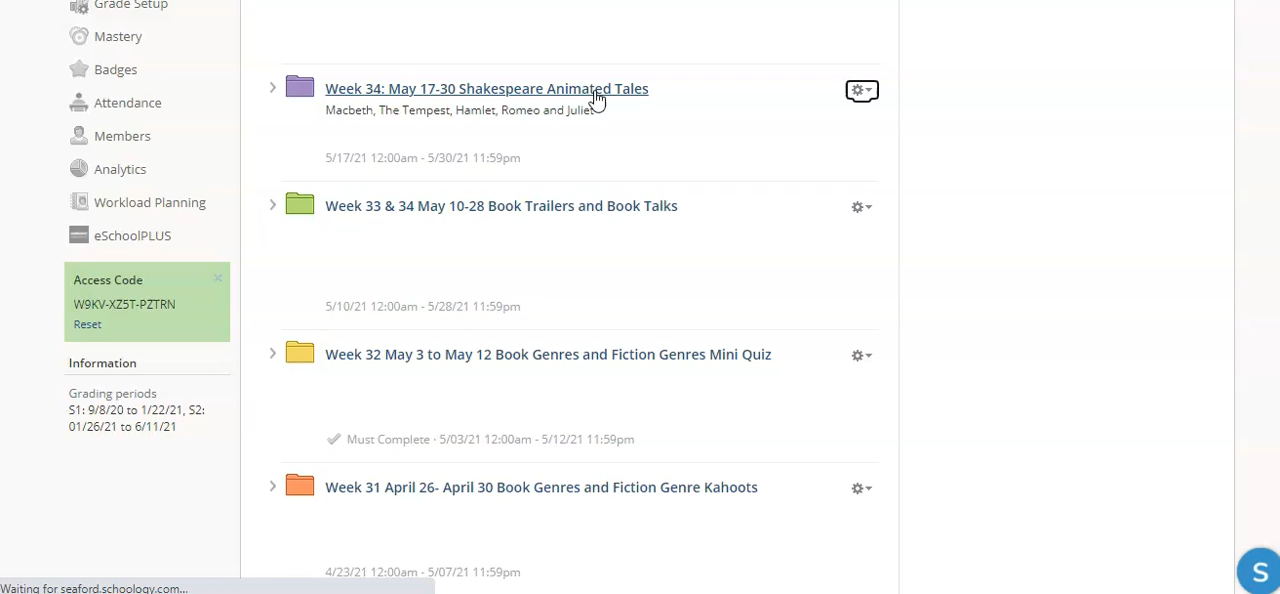 Grade Setup
Mastery
Badges
Attendance
Members
Analytics
Workload Planning
eSchoolPLUS
Access Code
W9KV-XZ5T-PZTRN
Reset
Information
Grading periods
S1: 9/8/20 to 1/22/21, S2:
01/26/21 to 6/11/21
Week 34: May 17-30 Shakespeare Animated Tales
Macbeth, The Tempest, Hamlet, Romeo and Juliet
5/17/21 12:00am - 5/30/21 11:59pm
Week 33 & 34 May 10-28 Book Trailers and Book Talks
5/10/21 12:00am - 5/28/21 11:59pm
Week 32 May 3 to May 12 Book Genres and Fiction Genres Mini Quiz
Must Complete · 5/03/21 12:00am - 5/12/21 11:59pm
Week 31 April 26- April 30 Book Genres and Fiction Genre Kahoots
4/23/21 12:00am - 5/07/21 11:59pm
Waiting for seaford.schoology.com...
S